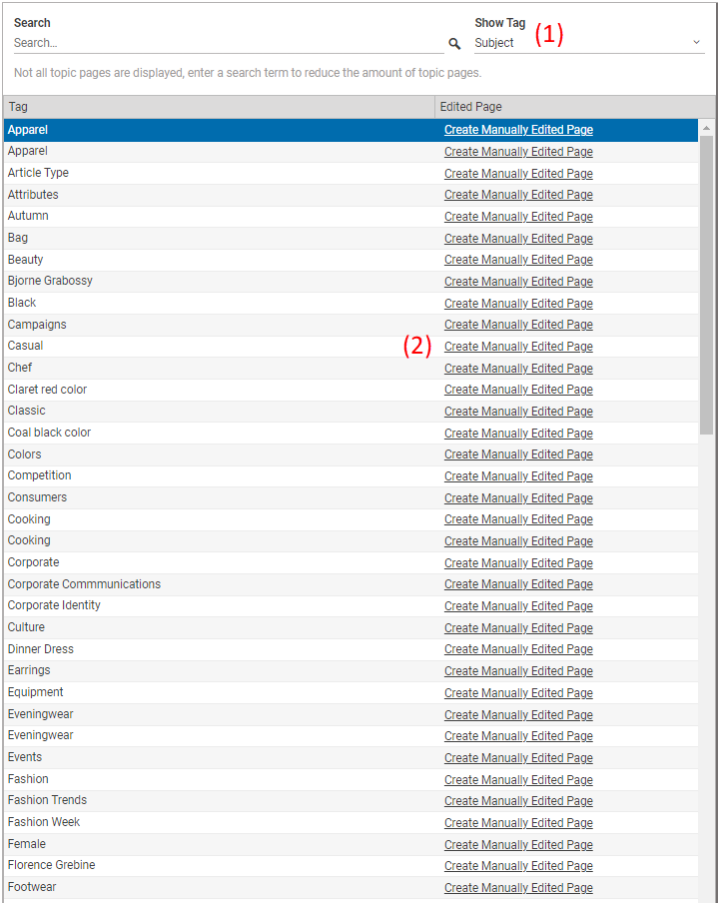 Search
Show Tag
(1)
Search...
Subject
Not all topic pages are displayed, enter a search term to reduce the amount of topic pages.
Tag Edited Page
Apparel Create Manually Edited Page
Apparel Create Manually Edited Page
Article Type Create Manually Edited Page
Attributes Create Manually Edited Page
Autumn Create Manually Edited Page
Bag Create Manually Edited Page
Beauty Create Manually Edited Page
Bjorne Grabossy Create Manually Edited Page
Black Create Manually Edited Page
Campaigns Create Manually Edited Page
Casual (2) Create Manually Edited Page
Chef Create Manually Edited Page
Claret red color Create Manually Edited Page
Classic Create Manually Edited Page
Coal black color Create Manually Edited Page
Colors Create Manually Edited Page
Competition Create Manually Edited Page
Consumers Create Manually Edited Page
Cooking Create Manually Edited Page
Cooking Create Manually Edited Page
Corporate Create Manually Edited Page
Corporate Commmunications Create Manually Edited Page
Corporate Identity Create Manually Edited Page
Culture Create Manually Edited Page
Dinner Dress Create Manually Edited Page
Earrings Create Manually Edited Page
Equipment Create Manually Edited Page
Eveningwear Create Manually Edited Page
Eveningwear Create Manually Edited Page
Events Create Manually Edited Page
Fashion Create Manually Edited Page
Fashion Trends Create Manually Edited Page
Fashion Week Create Manually Edited Page
Female Create Manually Edited Page
Florence Grebine Create Manually Edited Page
Footwear Create Manually Edited Page